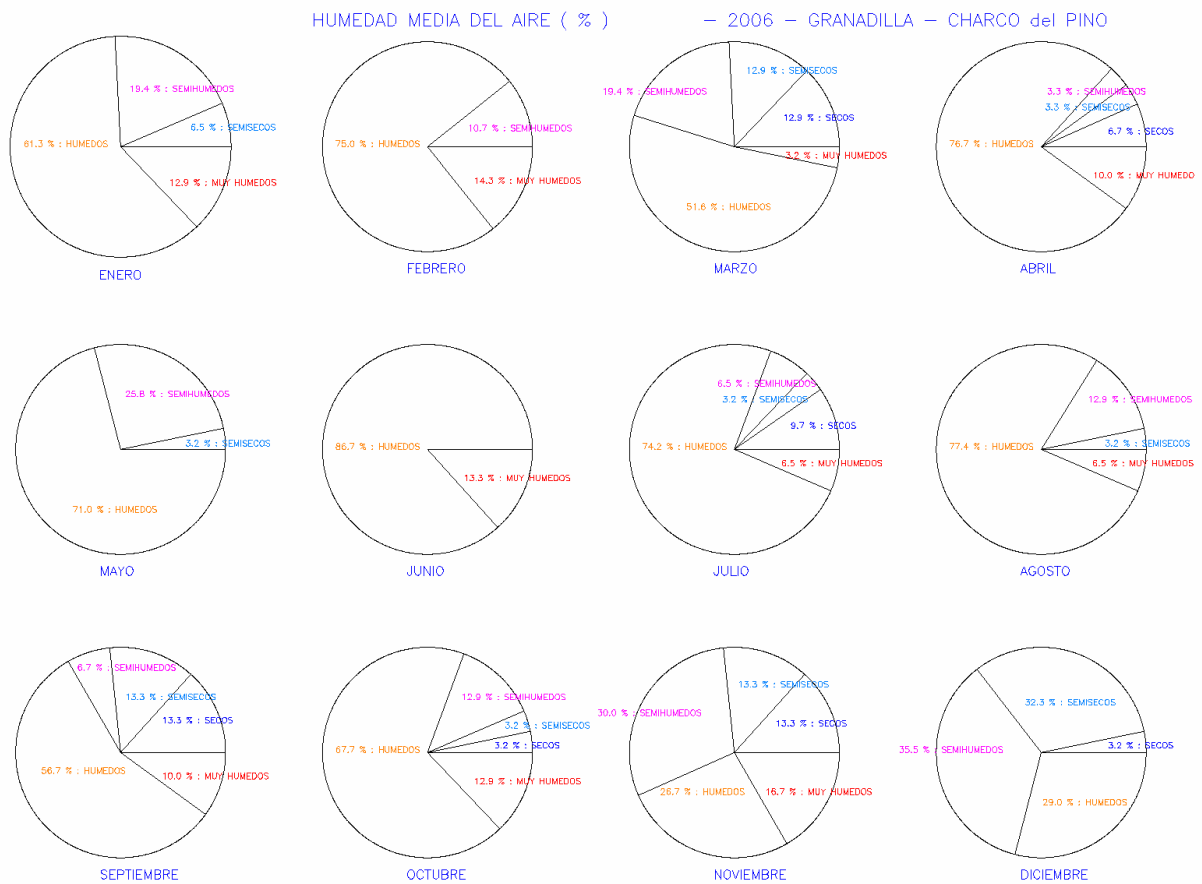 HUMEDAD MEDIA DEL AIRE ( % ) - 2006 - GRANADILLA - CHARCO del PINO
19.4 % : SEMIHUMEDOS
6.5 % : SEMISECOS
61.3 % : HUMEDOS
12.9 % : MUY HUMEDOS
ENERO
10.7 % : SEMIHUMEDOS
75.0 % : HUMEDOS
14.3 % : MUY HUMEDOS
FEBRERO
12.9 % : SEMISECOS
19.4 % : SEMIHUMEDOS
12.9 % : SECOS
3.2 % : MUY HUMEDOS
51.6 % : HUMEDOS
MARZO
3.3 % : SEMIHUMEDOS
3.3 % : SEMISECOS
6.7 % : SECOS
76.7 % : HUMEDOS
10.0 % : MUY HUMEDO
ABRIL
25.8 % : SEMIHUMEDOS
3.2 % : SEMISECOS
71.0 % : HUMEDOS
MAYO
86.7 % : HUMEDOS
13.3 % : MUY HUMEDOS
JUNIO
6.5 % : SEMIHUMEDOS
3.2 % : SEMISECOS
9.7 % : SECOS
74.2 % : HUMEDOS
6.5 % : MUY HUMEDOS
JULIO
12.9 % : SEMIHUMEDOS
3.2 % : SEMISECOS
77.4 % : HUMEDOS
6.5 % : MUY HUMEDOS
AGOSTO
6.7 % : SEMIHUMEDOS
13.3 % : SEMISECOS
13.3 % : SECOS
56.7 % : HUMEDOS
10.0 % : MUY HUMEDOS
SEPTIEMBRE
12.9 % : SEMIHUMEDOS
3.2 % : SEMISECOS
3.2 % : SECOS
67.7 % : HUMEDOS
12.9 % : MUY HUMEDOS
OCTUBRE
13.3 % : SEMISECOS
30.0 % : SEMIHUMEDOS
13.3 % : SECOS
26.7 % : HUMEDOS
16.7 % : MUY HUMEDOS
NOVIEMBRE
32.3 % : SEMISECOS
35.5 % : SEMIHUMEDOS
3.2 % : SECOS
29.0 % : HUMEDOS
DICIEMBRE